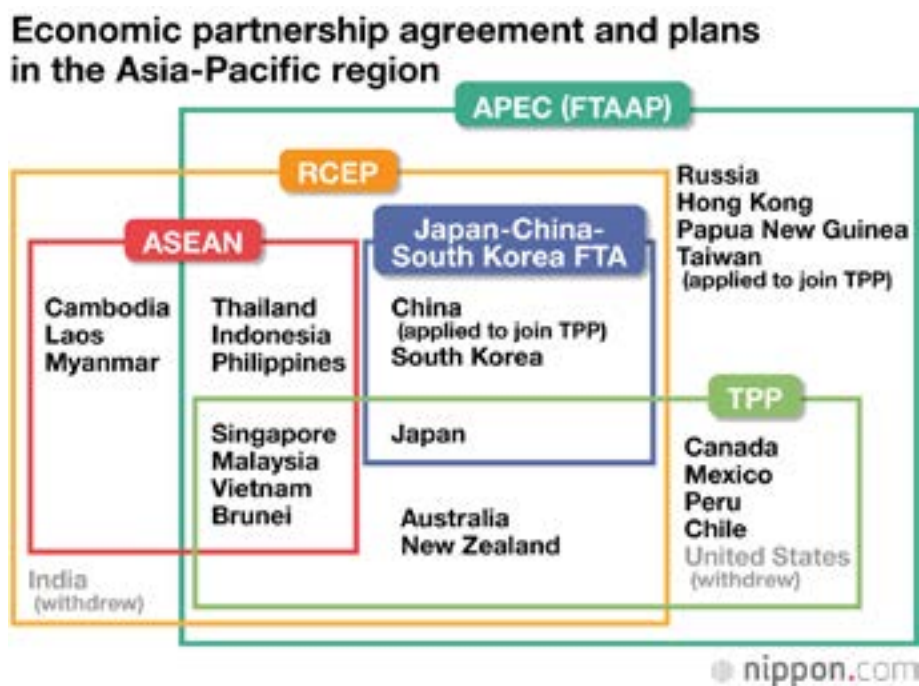 Economic partnership agreement and plans
in the Asia-Pacific region
APEC (FTAAP)
RCEP
Russia
Hong Kong
Papua New Guinea
Taiwan
(applied to join TPP)
ASEAN
Japan-China-
South Korea FTA
Cambodia
Laos
Myanmar
Thailand
Indonesia
Philippines
China
(applied to join TPP)
South Korea
TPP
Singapore
Malaysia
Vietnam
Brunei
Japan
Canada
Mexico
Peru
Chile
United States
(withdrew)
Australia
New Zealand
India
(withdrew)
nippon.com